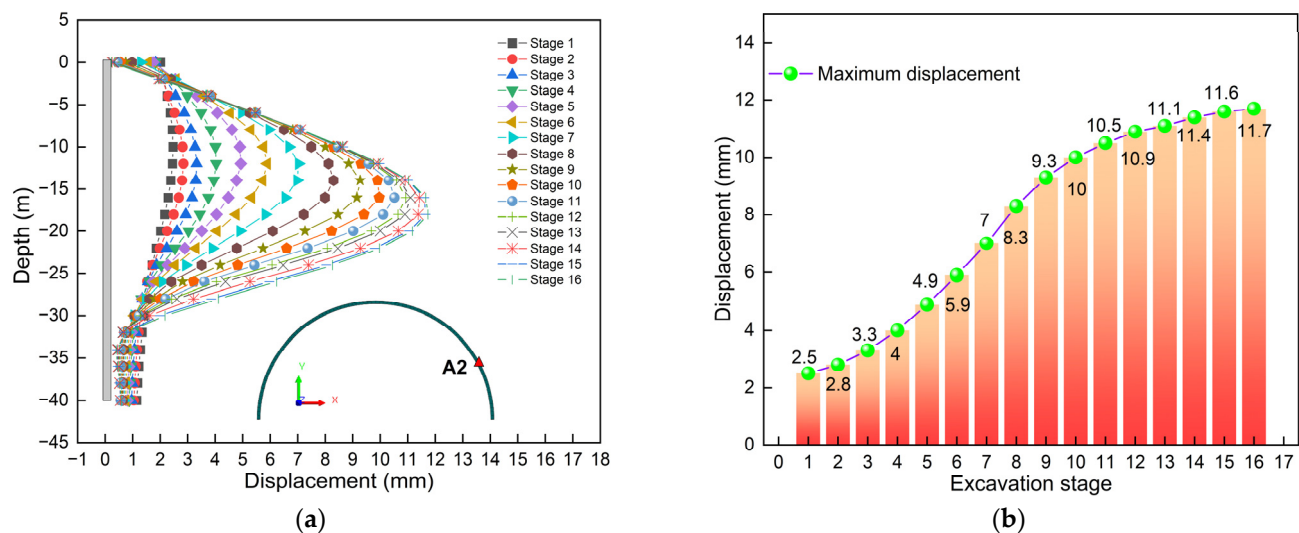 5
0
−5
−10
−15
−20
−25
−30
−35
−40
−45
Depth (m)
−1 0 1 2 3 4 5 6 7 8 9 10 11 12 13 14 15 16 17 18
Displacement (mm)
Stage 1
Stage 2
Stage 3
Stage 4
Stage 5
Stage 6
Stage 7
Stage 8
Stage 9
Stage 10
Stage 11
Stage 12
Stage 13
Stage 14
Stage 15
Stage 16
A2
Y
Z
X
(a)
14
12
10
8
6
4
2
0
Displacement (mm)
Maximum displacement
2.5
2.8
3.3
4
4.9
5.9
7
8.3
9.3
10
10.5
10.9
11.1
11.4
11.6
11.7
0 1 2 3 4 5 6 7 8 9 10 11 12 13 14 15 16 17
Excavation stage
(b)